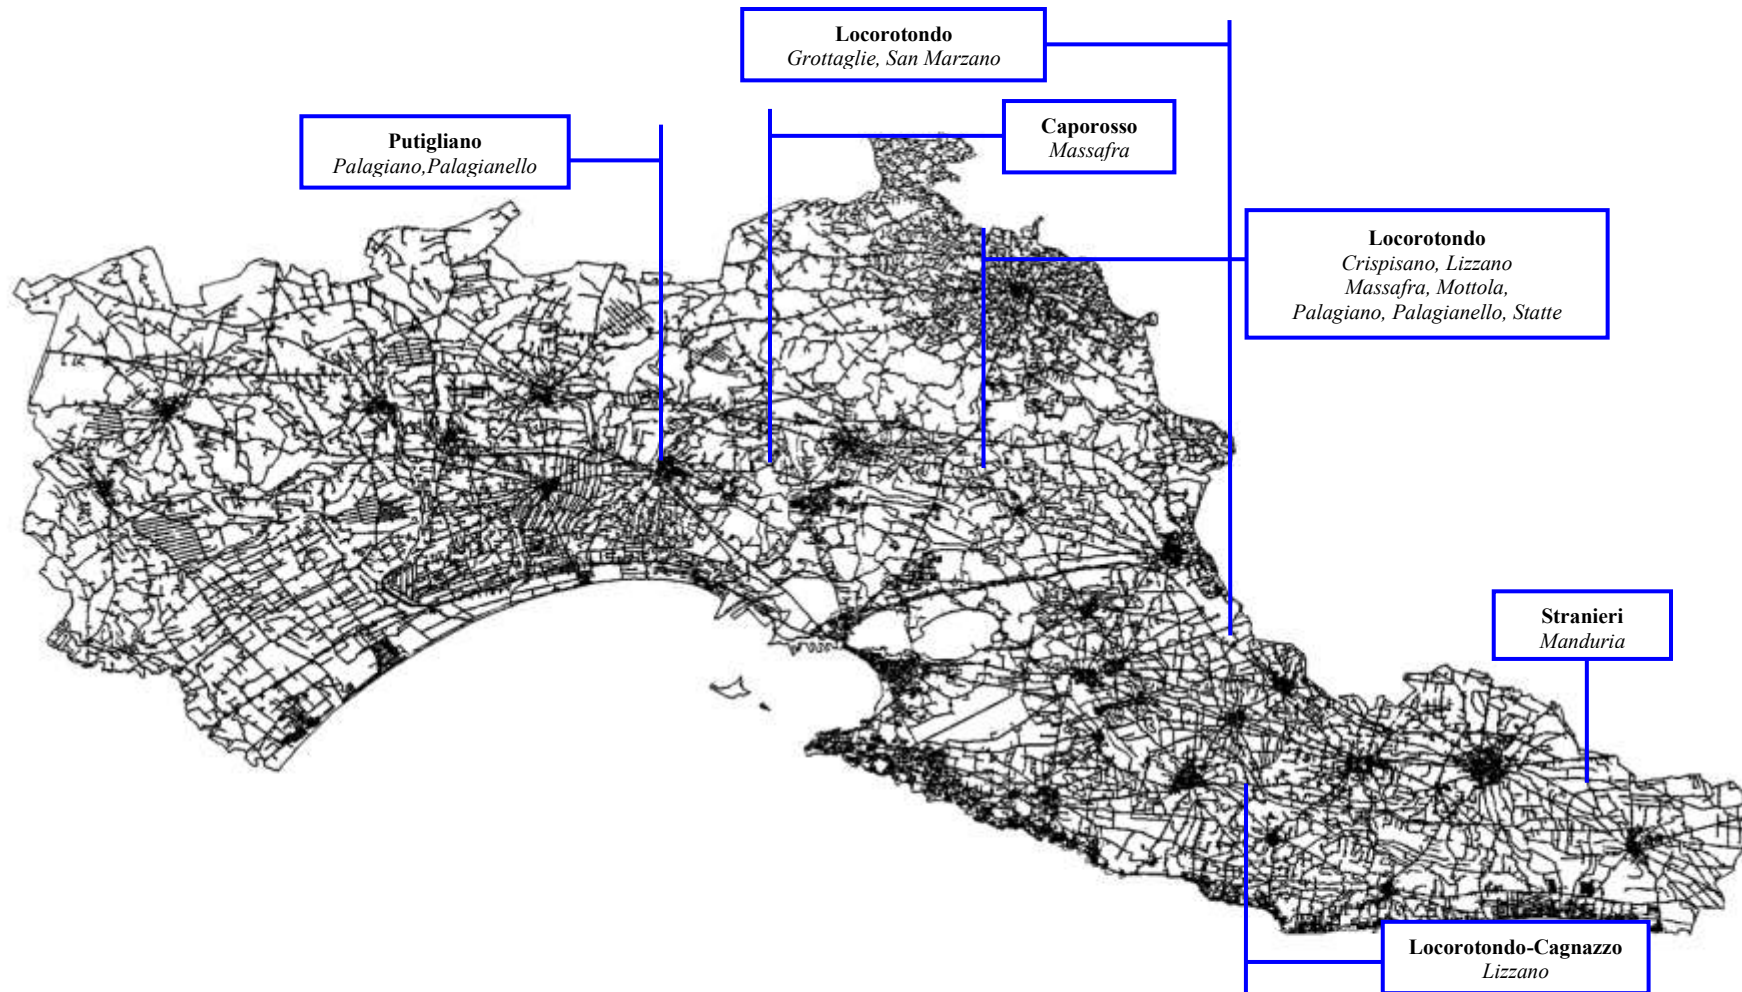 Locorotondo
Grottaglie, San Marzano
Caporosso
Massafra
Putigliano
Palagiano,Palagianello
Locorotondo
Crispisano, Lizzano
Massafra, Mottola,
Palagiano, Palagianello, Statte
Stranieri
Manduria
Locorotondo-Cagnazzo
Lizzano